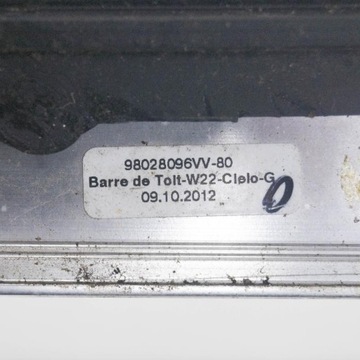 98028096VV-80
Barre de Toit-W22-Cielo-G
09.10.2012